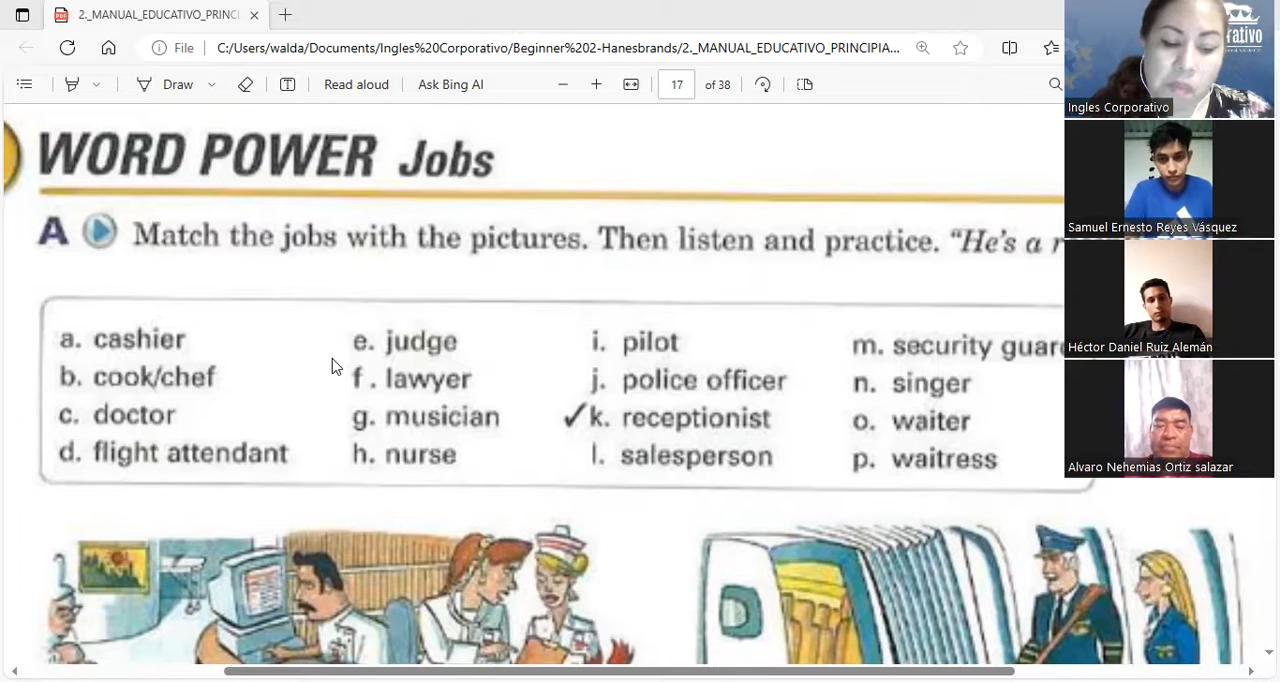 2._MANUAL_EDUCATIVO_PRINCI
File
C:/Users/walda/Documents/Ingles%20Corporativo/Beginner%202-Hanesbrands/2._MANUAL_EDUCATIVO_PRINCIPIA...
Draw
Read aloud
Ask Bing AI
17 of 38
WORD POWER Jobs
A Match the jobs with the pictures. Then listen and practice. "He's a r
a. cashier
b. cook/chef
c. doctor
d. flight attendant
e. judge
f. lawyer
g. musician
h. nurse
i. pilot
j. police officer
✓k. receptionist
l. salesperson
m. security guar
n. singer
o. waiter
p. waitress
Ingles Corporativo
Samuel Ernesto Reyes Vásquez
Héctor Daniel Ruiz Alemán
Alvaro Nehemias Ortiz salazar